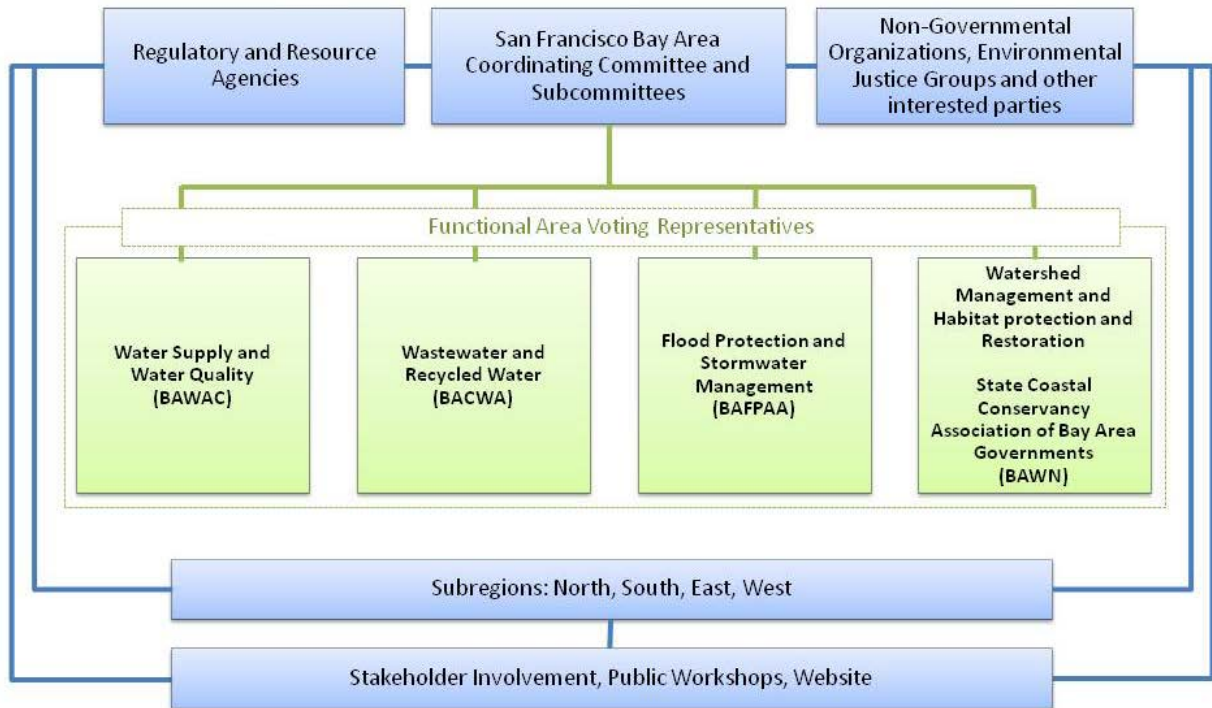 Regulatory and Resource
Agencies
San Francisco Bay Area
Coordinating Committee and
Subcommittees
Non-Governmental
Organizations, Environmental
Justice Groups and other
interested parties
Functional Area Voting Representatives
Water Supply and
Water Quality
(BAWAC)
Wastewater and
Recycled Water
(BACWA)
Flood Protection and
Stormwater
Management
(BAFPAA)
Watershed
Management and
Habitat protection and
Restoration
State Coastal
Conservancy
Association of Bay Area
Governments
(BAWN)
Subregions: North, South, East, West
Stakeholder Involvement, Public Workshops, Website